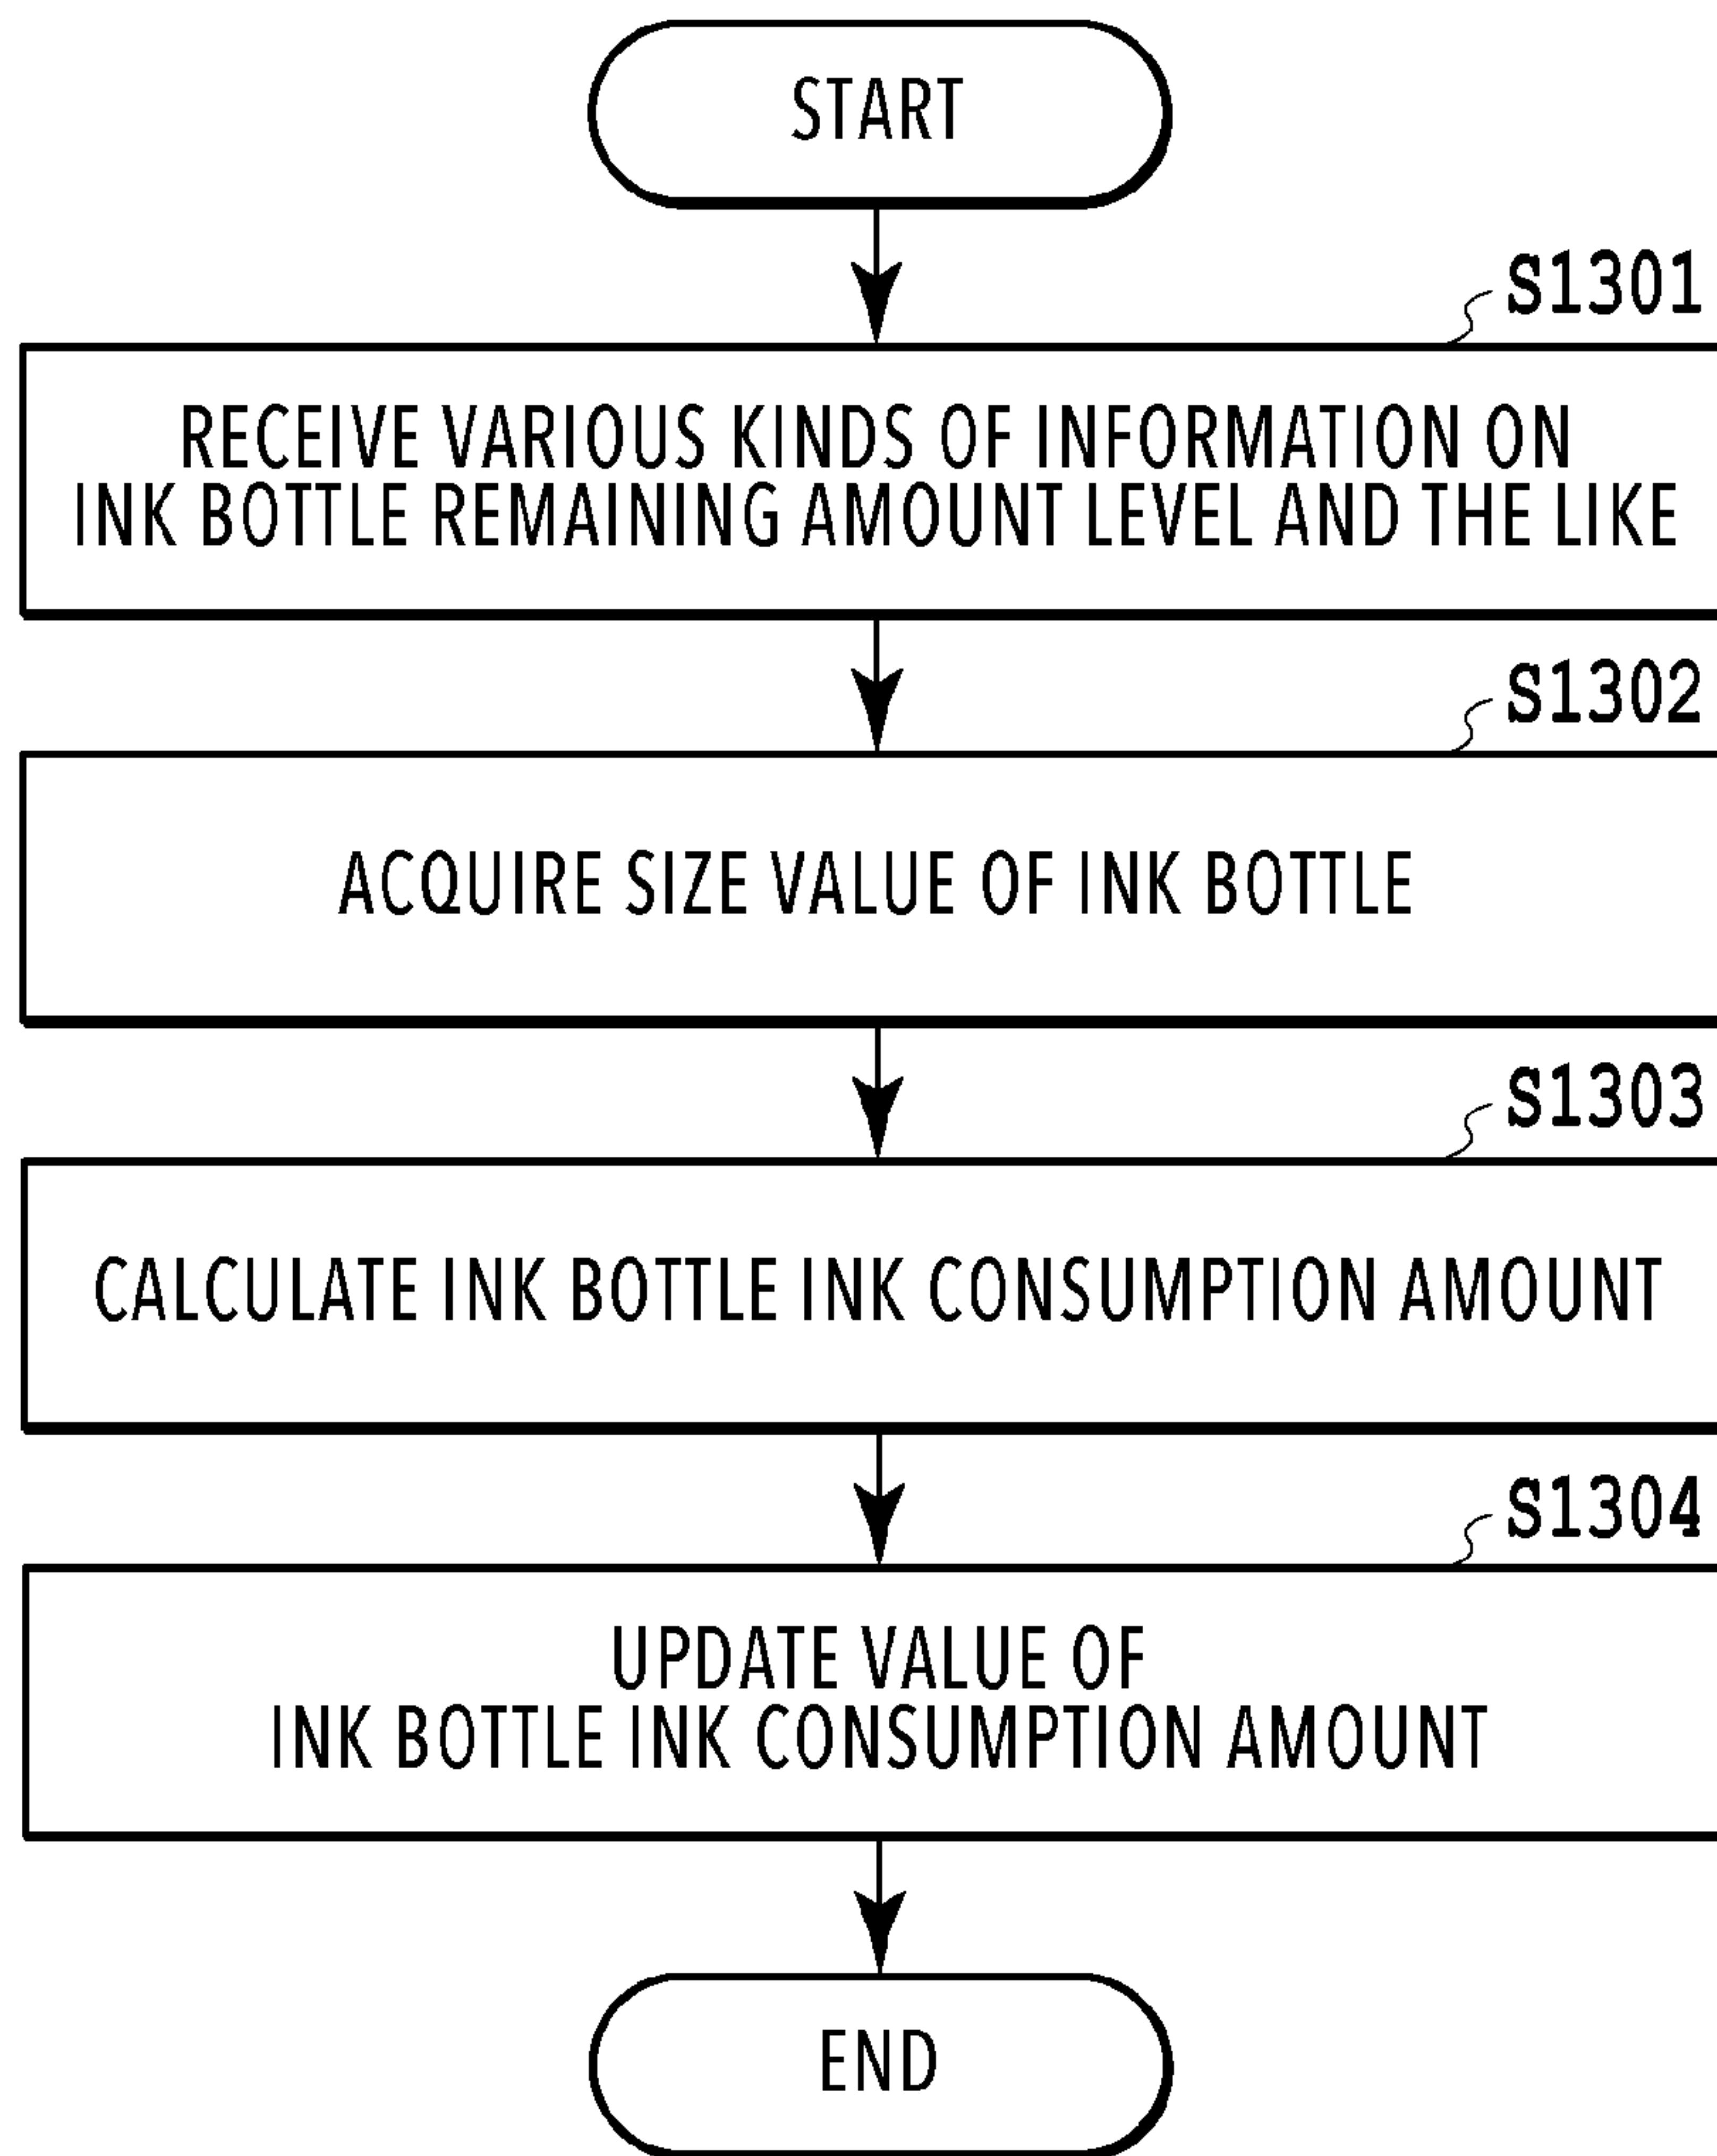 START
S1301
RECEIVE VARIOUS KINDS OF INFORMATION ON
INK BOTTLE REMAINING AMOUNT LEVEL AND THE LIKE
S1302
ACQUIRE SIZE VALUE OF INK BOTTLE
S1303
CALCULATE INK BOTTLE INK CONSUMPTION AMOUNT
S1304
UPDATE VALUE OF
INK BOTTLE INK CONSUMPTION AMOUNT
END